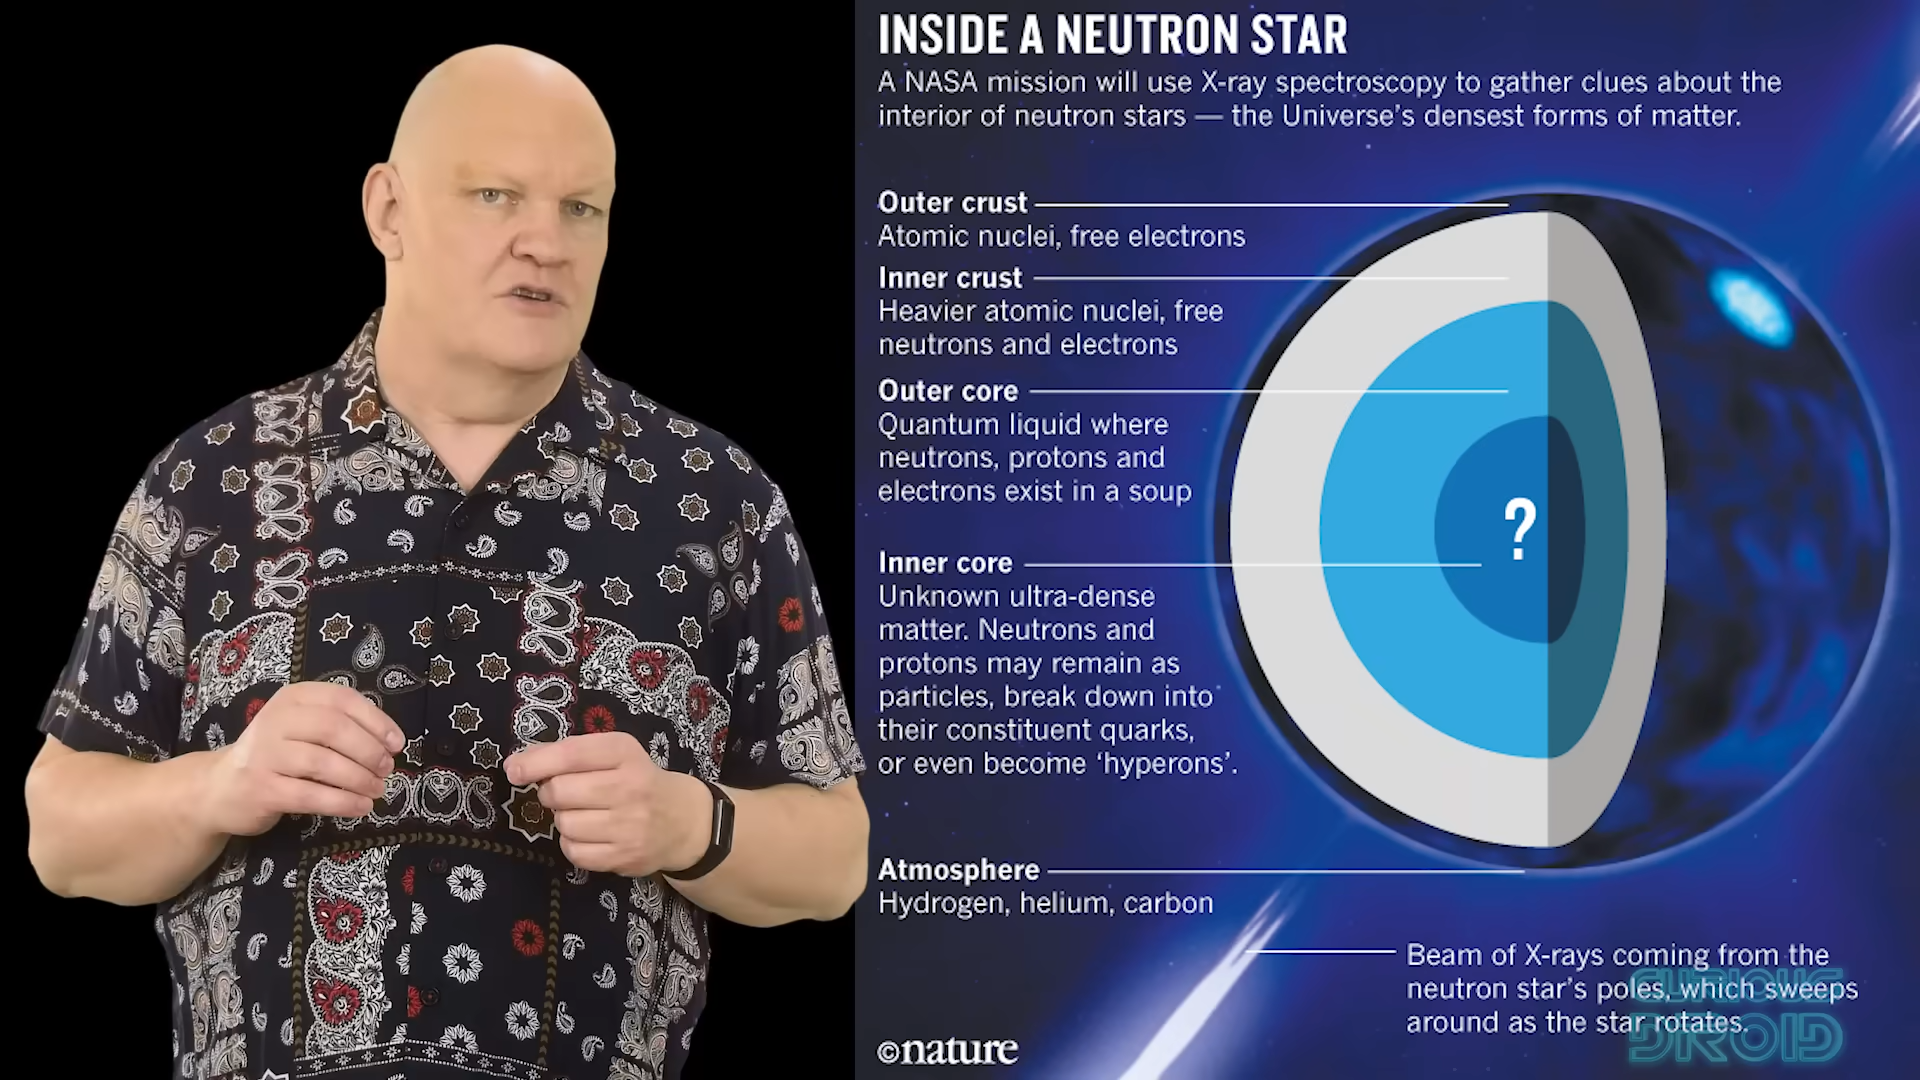 INSIDE A NEUTRON STAR
A NASA mission will use X-ray spectroscopy to gather clues about the
interior of neutron stars — the Universe's densest forms of matter.
Outer crust
Atomic nuclei, free electrons
Inner crust
Heavier atomic nuclei, free
neutrons and electrons
Outer core
Quantum liquid where
neutrons, protons and
electrons exist in a soup
?
Inner core
Unknown ultra-dense
matter. Neutrons and
protons may remain as
particles, break down into
their constituent quarks,
or even become ‘hyperons’.
Atmosphere
Hydrogen, helium, carbon
Beam of X-rays coming from the
neutron star's poles, which sweeps
around as the star rotates.
©nature
CURIOUS
DROID